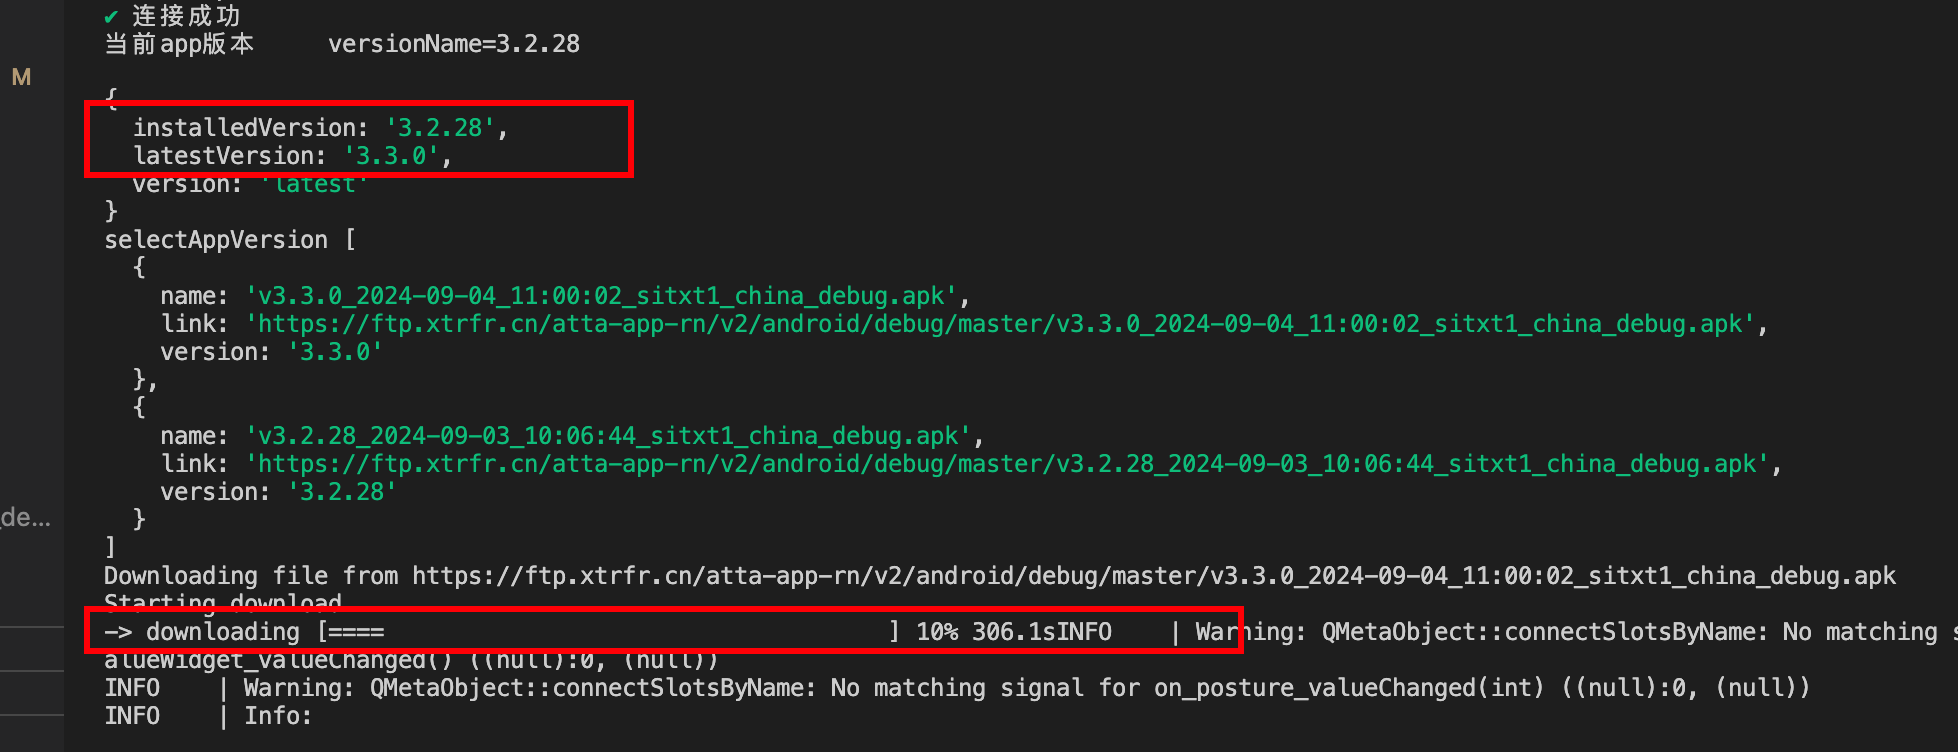 ✔ 连接成功
当前app版本 versionName=3.2.28
M
{
installedVersion: '3.2.28',
latestVersion: '3.3.0',
version: 'latest'
}
selectAppVersion [
{
name: 'v3.3.0_2024-09-04_11:00:02_sitxt1_china_debug.apk',
link: 'https://ftp.xtrfr.cn/atta-app-rn/v2/android/debug/master/v3.3.0_2024-09-04_11:00:02_sitxt1_china_debug.apk',
version: '3.3.0'
},
{
name: 'v3.2.28_2024-09-03_10:06:44_sitxt1_china_debug.apk',
link: 'https://ftp.xtrfr.cn/atta-app-rn/v2/android/debug/master/v3.2.28_2024-09-03_10:06:44_sitxt1_china_debug.apk',
version: '3.2.28'
_de...
}
]
Downloading file from https://ftp.xtrfr.cn/atta-app-rn/v2/android/debug/master/v3.3.0_2024-09-04_11:00:02_sitxt1_china_debug.apk
Starting download
-> downloading [==== ] 10% 306.1sINFO | Warning: QMetaObject::connectSlotsByName: No matching s
alueWidget_valueChanged() ((null):0, (null))
INFO | Warning: QMetaObject::connectSlotsByName: No matching signal for on_posture_valueChanged(int) ((null):0, (null))
INFO | Info: